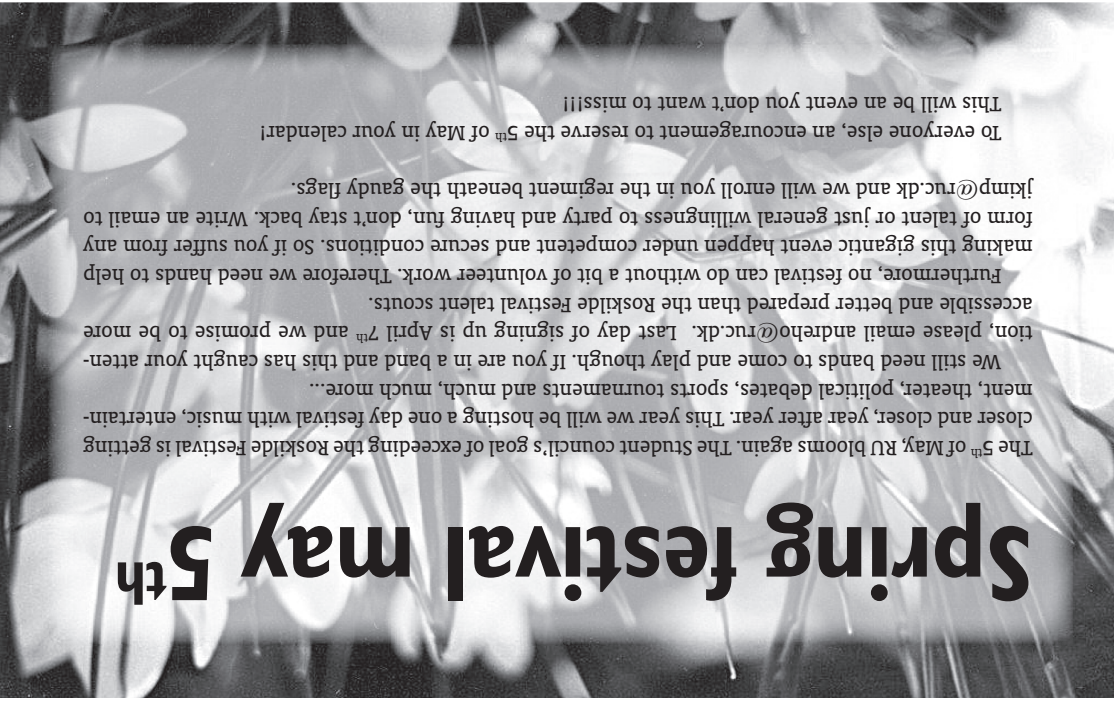 Spring festival may 5th
The 5th of May, RU blooms again. The Student council's goal of exceeding the Roskilde Festival is getting
closer and closer, year after year. This year we will be hosting a one day festival with music, entertain-
ment, theater, political debates, sports tournaments and much, much more...
We still need bands to come and play though. If you are in a band and this has caught your atten-
tion, please email andreho@ruc.dk.  Last day of signing up is April 7th and we promise to be more
accessible and better prepared than the Roskilde Festival talent scouts.
Furthermore, no festival can do without a bit of volunteer work. Therefore we need hands to help
making this gigantic event happen under competent and secure conditions. So if you suffer from any
form of talent or just general willingness to party and having fun, don't stay back. Write an email to
jkimp@ruc.dk and we will enroll you in the regiment beneath the gaudy flags.
To everyone else, an encouragement to reserve the 5th of May in your calendar!
This will be an event you don't want to miss!!!